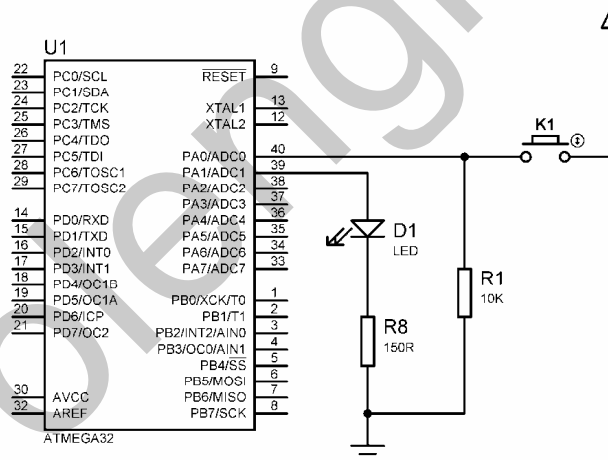 U1
22 PC0/SCL RESET 9
23 PC1/SDA
24 PC2/TCK XTAL1 13
25 PC3/TMS XTAL2 12
26 PC4/TDO
27 PC5/TDI PA0/ADC0 40
28 PC6/TOSC1 PA1/ADC1 39
29 PC7/TOSC2 PA2/ADC2 38
PA3/ADC3 37
14 PD0/RXD PA4/ADC4 36
15 PD1/TXD PA5/ADC5 35
16 PD2/INT0 PA6/ADC6 34
17 PD3/INT1 PA7/ADC7 33
18 PD4/OC1B
19 PD5/OC1A PB0/XCK/T0 1
20 PD6/ICP PB1/T1 2
21 PD7/OC2 PB2/INT2/AIN0 3
PB3/OC0/AIN1 4
PB4/SS 5
PB5/MOSI 6
30 AVCC PB6/MISO 7
32 AREF PB7/SCK 8
ATMEGA32
K1
D1
LED
R1
10K
R8
150R
oleng